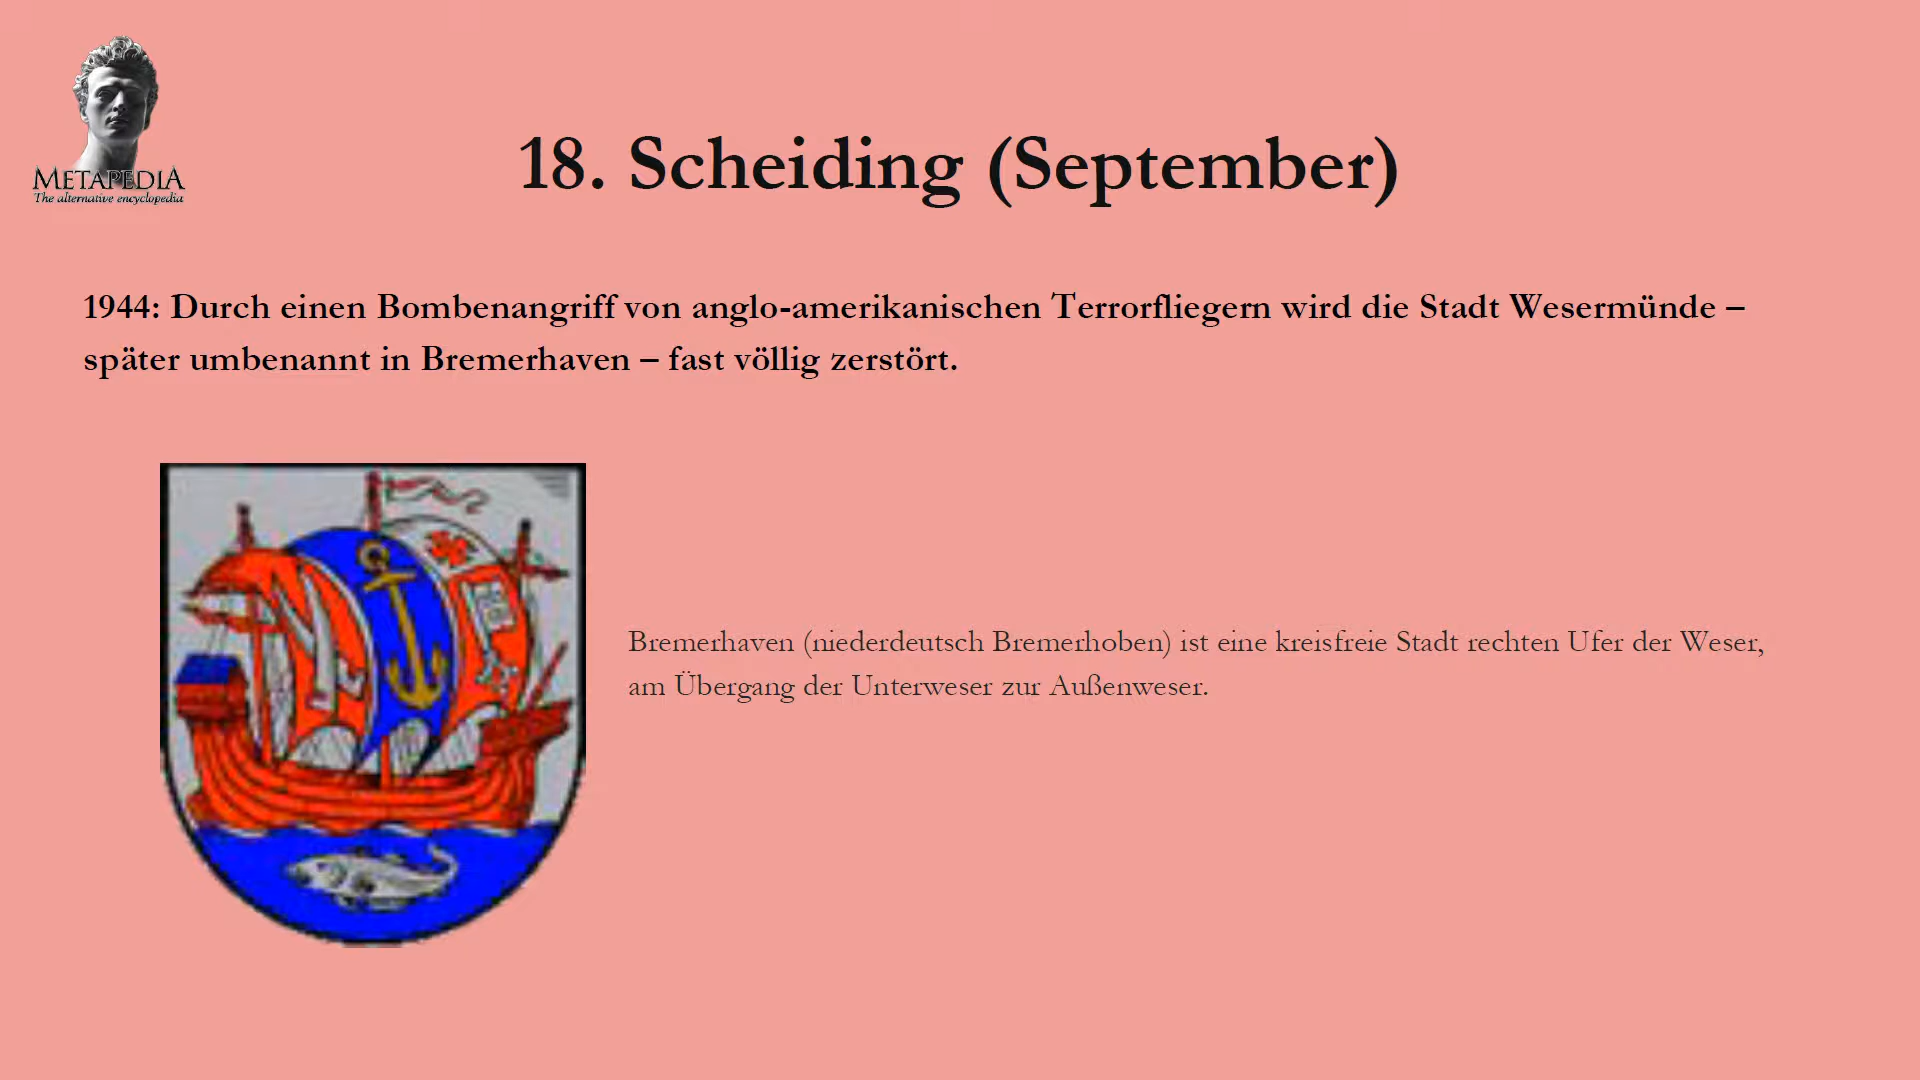 METAPEDIA
The alternative encyclopedia
18. Scheiding (September)
1944: Durch einen Bombenangriff von anglo-amerikanischen Terrorfliegern wird die Stadt Wesermünde –
später umbenannt in Bremerhaven – fast völlig zerstört.
Bremerhaven (niederdeutsch Bremerhoben) ist eine kreisfreie Stadt rechten Ufer der Weser,
am Übergang der Unterweser zur Außenweser.